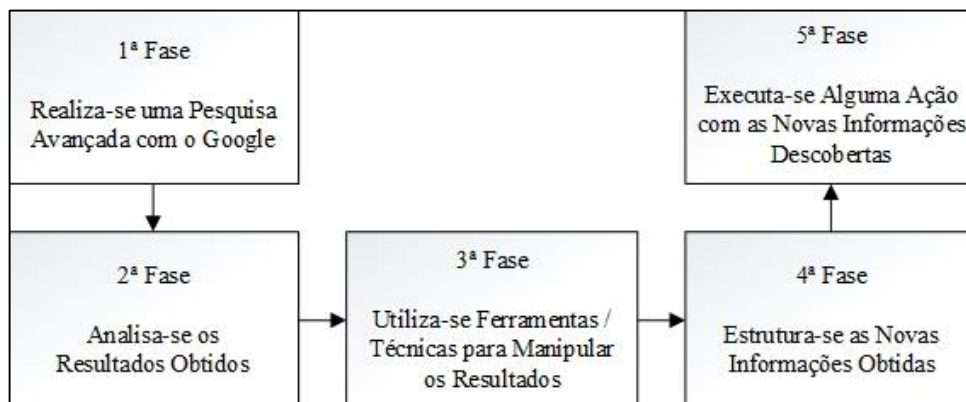 1ª Fase
Realiza-se uma Pesquisa
Avançada com o Google
2ª Fase
Analisa-se os
Resultados Obtidos
3ª Fase
Utiliza-se Ferramentas /
Técnicas para Manipular
os Resultados
4ª Fase
Estrutura-se as Novas
Informações Obtidas
5ª Fase
Executa-se Alguma Ação
com as Novas Informações
Descobertas